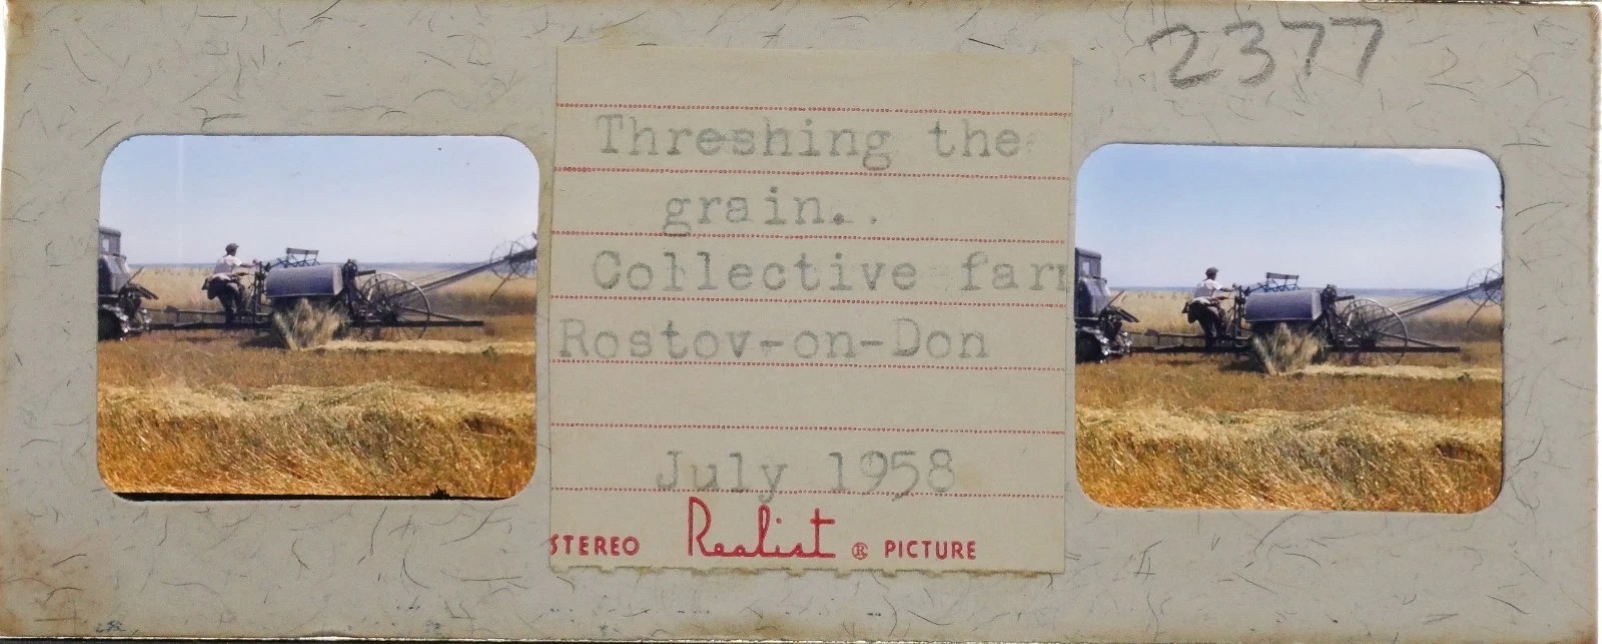 2377
Threshing the
grain..
Collective farm
Rostov-on-Don
July 1958
STEREO Realist ® PICTURE